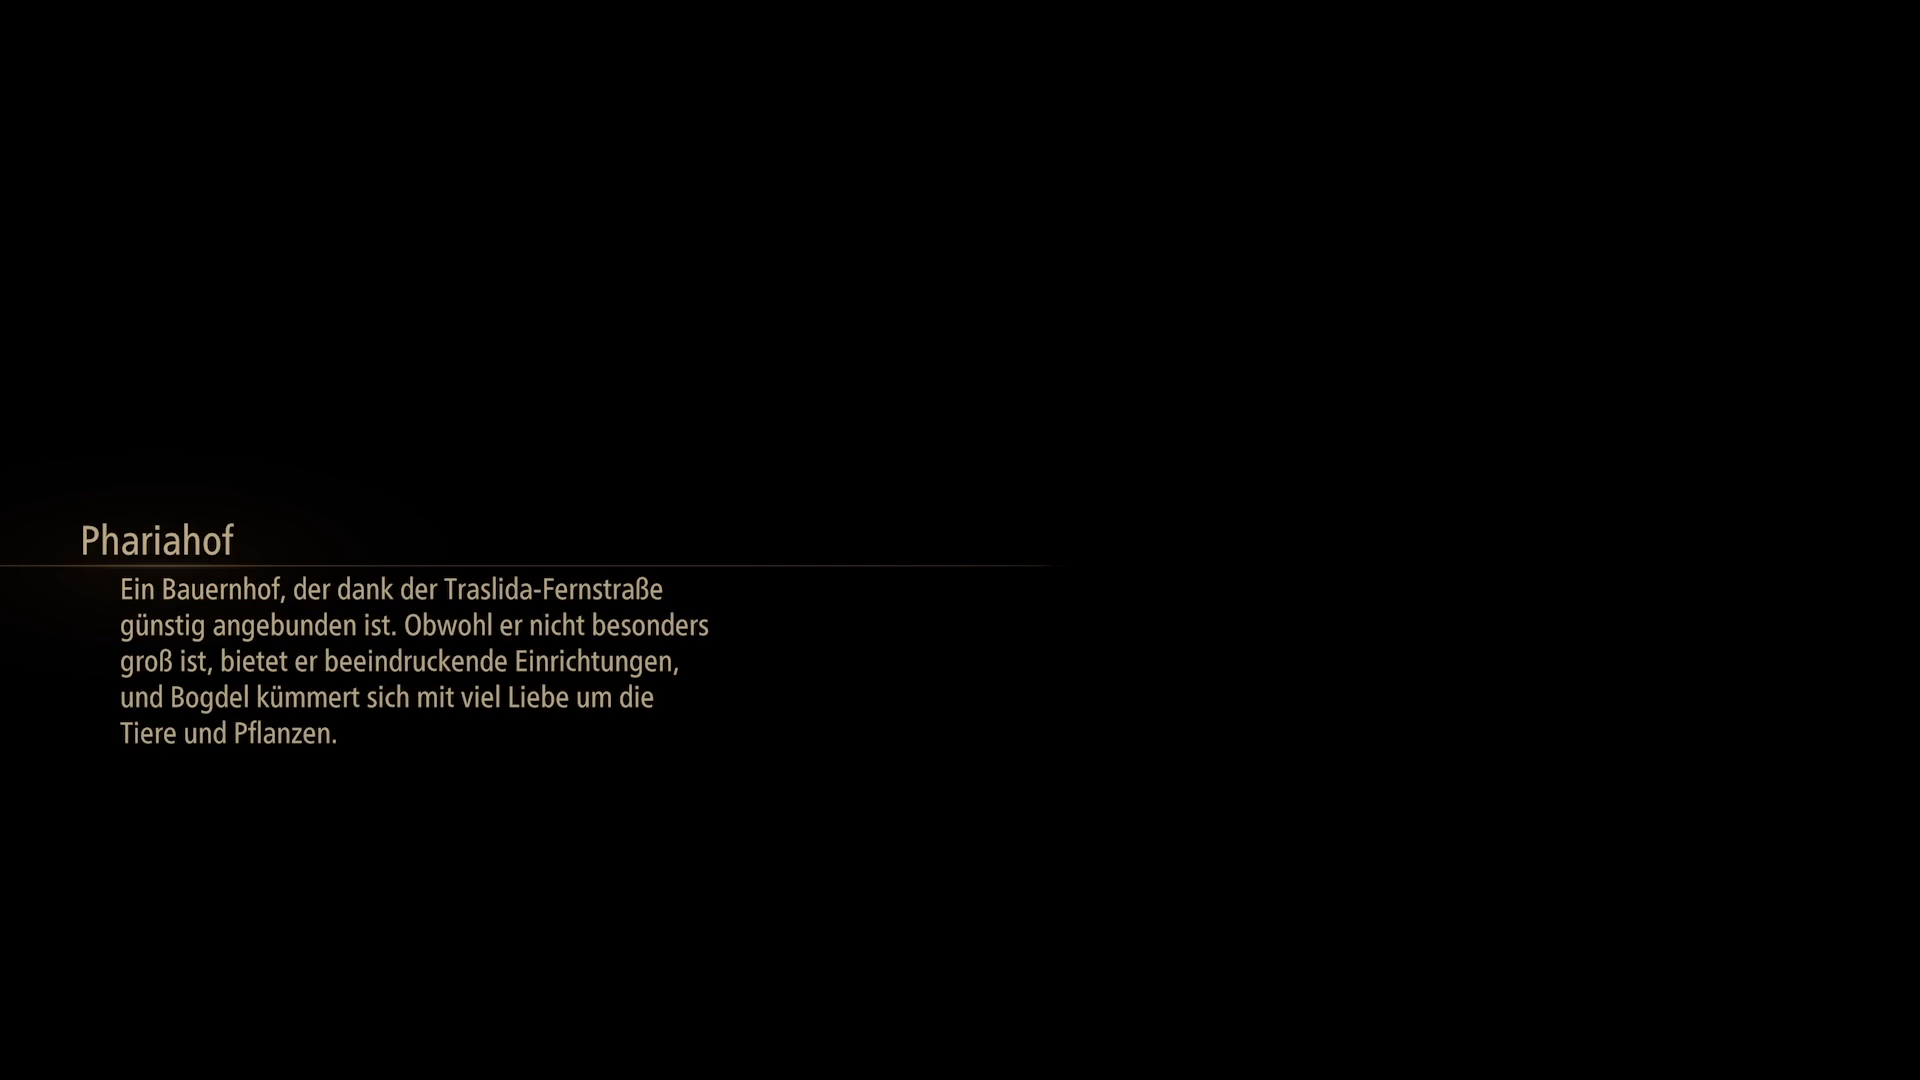 Phariahof
Ein Bauernhof, der dank der Traslida-Fernstraße
günstig angebunden ist. Obwohl er nicht besonders
groß ist, bietet er beeindruckende Einrichtungen,
und Bogdel kümmert sich mit viel Liebe um die
Tiere und Pflanzen.